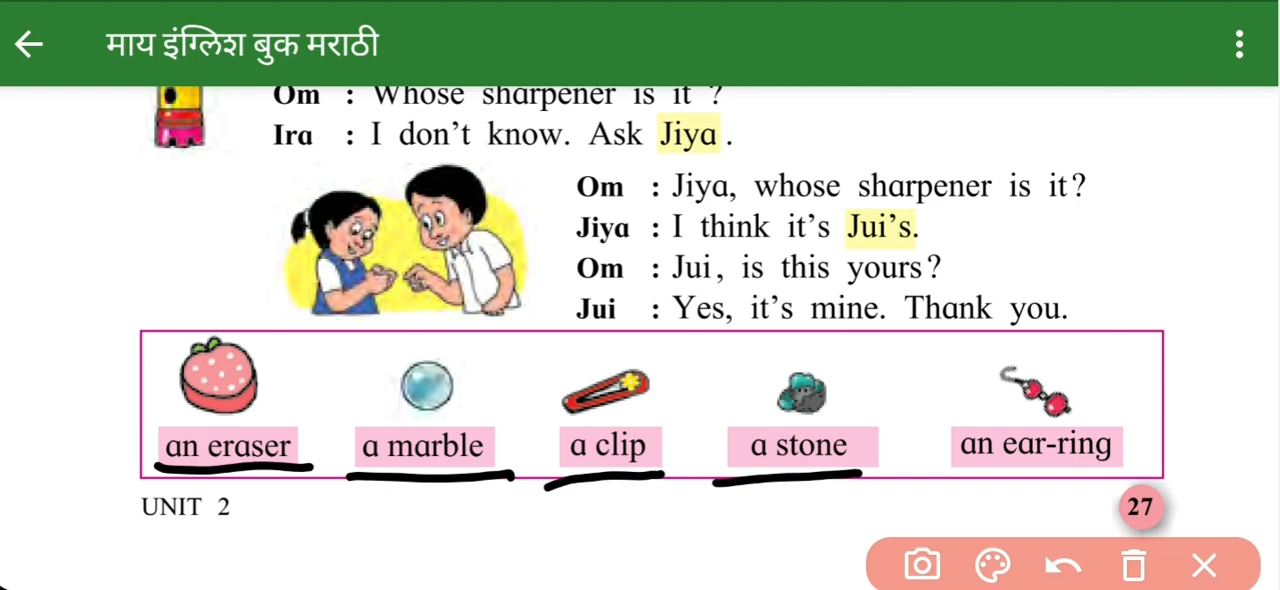 माय इंग्लिश बुक मराठी
Om : Whose sharpener is it ?
Ira : I don't know. Ask Jiya .
Om : Jiya, whose sharpener is it?
Jiya : I think it's Jui's.
Om : Jui, is this yours?
Jui : Yes, it's mine. Thank you.
an eraser a marble a clip a stone an ear-ring
UNIT 2 27